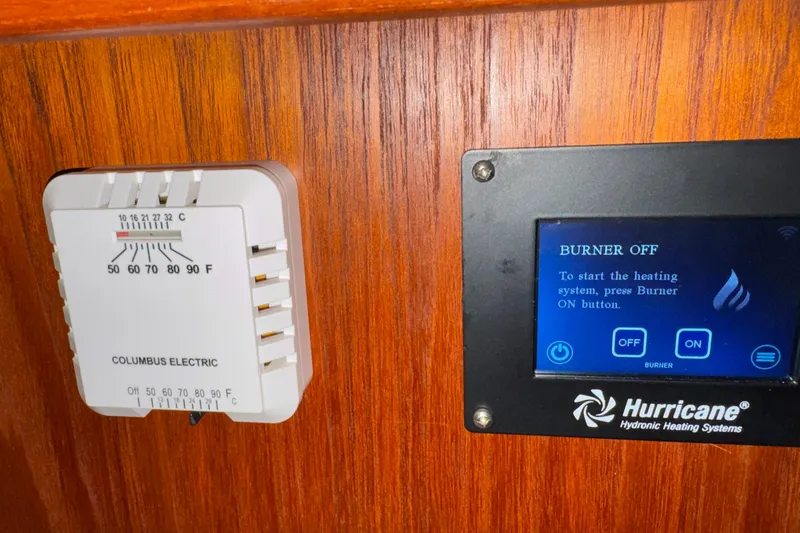 10 16 21 27 32 C
50 60 70 80 90 F
COLUMBUS ELECTRIC
Off 50 60 70 80 90 F
C
BURNER OFF
To start the heating
system, press Burner
ON button.
OFF ON
BURNER
Hurricane®
Hydronic Heating Systems